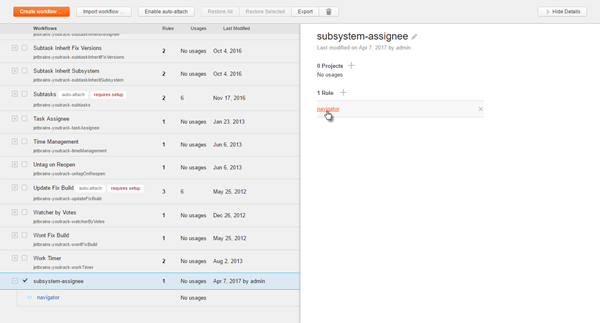 Create workflow ... Import workflow ... Enable auto-attach Restore All Restore Selected Export Hide Details
Workflows Rules Usages Last Modified
Subtask Inherit Fix Versions 2 No usages Oct 4, 2016
jetbrains-youtrack-subtaskInheritFixVersions
Subtask Inherit Subsystem 2 No usages Oct 4, 2016
jetbrains-youtrack-subtaskInheritSubsystem
Subtasks auto-attach requires setup 2 6 Nov 17, 2016
jetbrains-youtrack-subtasks
Task Assignee 1 No usages Jan 23, 2013
jetbrains-youtrack-taskAssignee
Time Management 1 No usages Jun 6, 2013
jetbrains-youtrack-timeManagement
Untag on Reopen 1 No usages Jun 6, 2013
jetbrains-youtrack-untagOnReopen
Update Fix Build auto-attach requires setup 3 6 May 25, 2012
jetbrains-youtrack-updateFixBuild
Watcher by Votes 1 No usages Dec 26, 2012
jetbrains-youtrack-watcherByVotes
Wont Fix Build 1 No usages May 25, 2012
jetbrains-youtrack-wontFixBuild
Work Timer 2 No usages Aug 2, 2013
jetbrains-youtrack-workTimer
subsystem-assignee 1 No usages Apr 7, 2017 by admin
navigator No usages
subsystem-assignee
Last modified on Apr 7, 2017 by admin
0 Projects
No usages
1 Rule
navigator